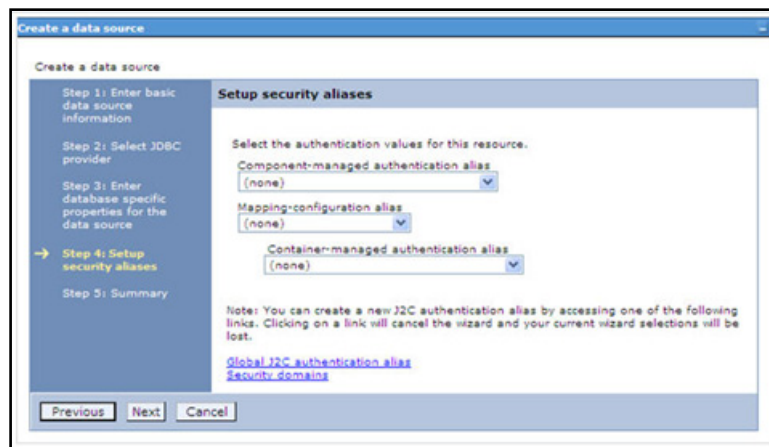 Create a data source
Create a data source
Step 1: Enter basic
data source
information
Step 2: Select JDBC
provider
Step 3: Enter
database specific
properties for the
data source
Step 4: Setup
security aliases
Step 5: Summary
Setup security aliases
Select the authentication values for this resource.
Component-managed authentication alias
(none)
Mapping-configuration alias
(none)
Container-managed authentication alias
(none)
Note: You can create a new J2C authentication alias by accessing one of the following
links. Clicking on a link will cancel the wizard and your current wizard selections will be
lost.
Global J2C authentication alias
Security domains
Previous Next Cancel